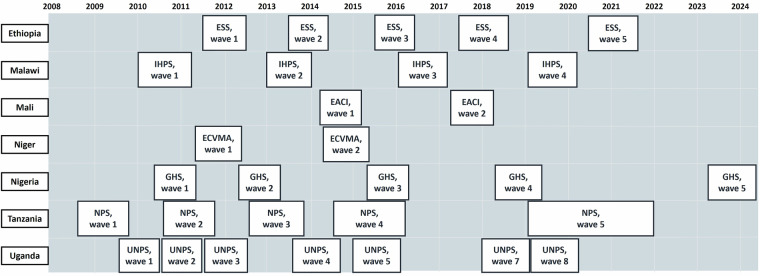 2008 2009 2010 2011 2012 2013 2014 2015 2016 2017 2018 2019 2020 2021 2022 2023 2024
Ethiopia
ESS, wave 1
ESS, wave 2
ESS, wave 3
ESS, wave 4
ESS, wave 5
Malawi
IHPS, wave 1
IHPS, wave 2
IHPS, wave 3
IHPS, wave 4
Mali
EACI, wave 1
EACI, wave 2
Niger
ECVMA, wave 1
ECVMA, wave 2
Nigeria
GHS, wave 1
GHS, wave 2
GHS, wave 3
GHS, wave 4
GHS, wave 5
Tanzania
NPS, wave 1
NPS, wave 2
NPS, wave 3
NPS, wave 4
NPS, wave 5
Uganda
UNPS, wave 1
UNPS, wave 2
UNPS, wave 3
UNPS, wave 4
UNPS, wave 5
UNPS, wave 7
UNPS, wave 8